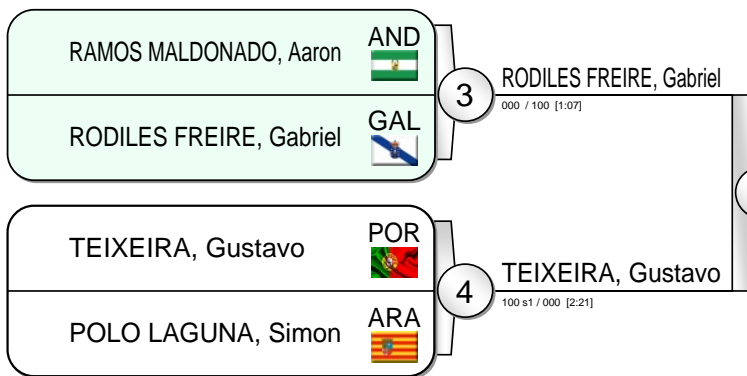 RAMOS MALDONADO, Aaron AND
RODILES FREIRE, Gabriel GAL
3
RODILES FREIRE, Gabriel
000 / 100 [1:07]
TEIXEIRA, Gustavo POR
POLO LAGUNA, Simon ARA
4
TEIXEIRA, Gustavo
100 s1 / 000 [2:21]